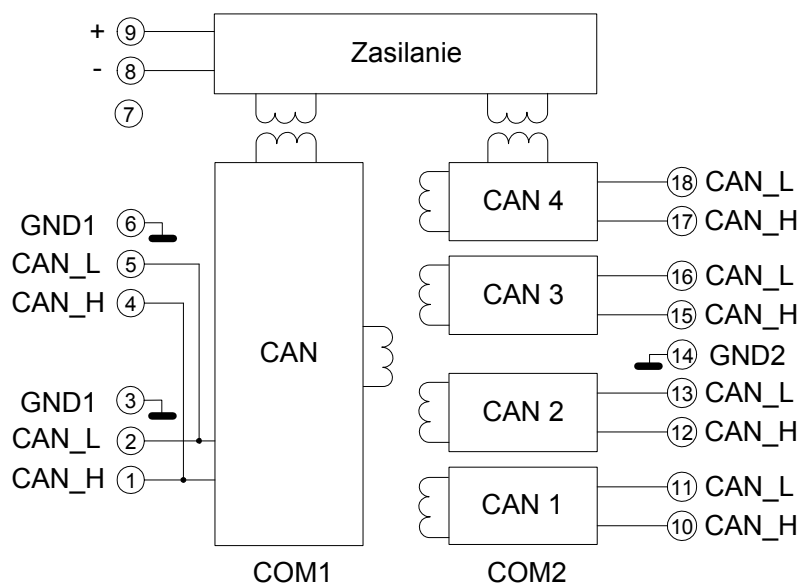 + 9
- 8
Zasilanie
7
GND1 6
CAN_L 5
CAN_H 4
GND1 3
CAN_L 2
CAN_H 1
CAN
COM1
CAN 4
18 CAN_L
17 CAN_H
CAN 3
16 CAN_L
15 CAN_H
14 GND2
CAN 2
13 CAN_L
12 CAN_H
CAN 1
11 CAN_L
10 CAN_H
COM2